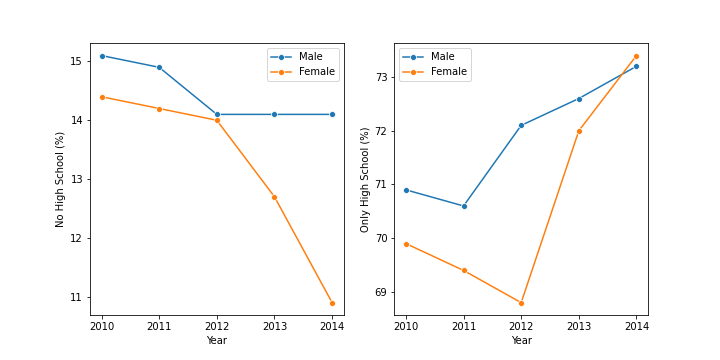 No High School (%)
15
14
13
12
11
Male
Female
2010 2011 2012 2013 2014
Year
Only High School (%)
73
72
71
70
69
Male
Female
2010 2011 2012 2013 2014
Year